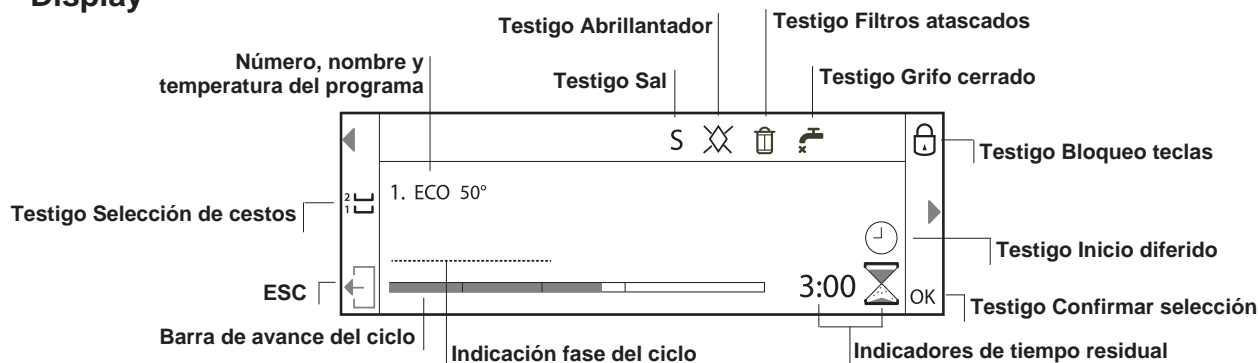 Display
Testigo Abrillantador
Testigo Filtros atascados
Número, nombre y
temperatura del programa
Testigo Sal
Testigo Grifo cerrado
S
Testigo Bloqueo teclas
1. ECO 50°
2
1
Testigo Selección de cestos
Testigo Inicio diferido
ESC
3:00
OK
Testigo Confirmar selección
Barra de avance del ciclo
Indicación fase del ciclo
Indicadores de tiempo residual